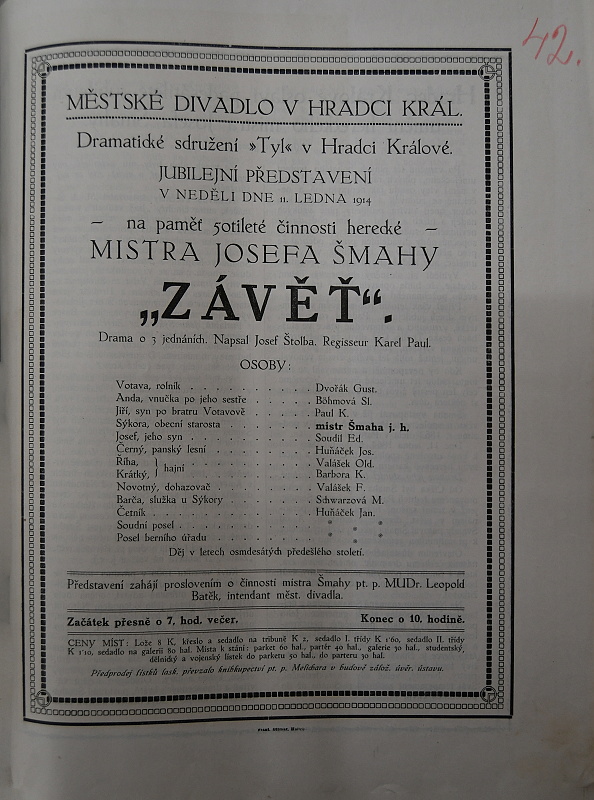 42.
MĚSTSKÉ DIVADLO V HRADCI KRÁL.
Dramatické sdružení »Tyl« v Hradci Králové.
JUBILEJNÍ PŘEDSTAVENÍ
V NEDĚLI DNE 11. LEDNA 1914
— na paměť 50tileté činnosti herecké —
MISTRA JOSEFA ŠMAHY
„ZÁVĚŤ“.
Drama o 3 jednáních. Napsal Josef Štolba. Regisseur Karel Paul.
OSOBY:
Votava, rolník . . . . . . . . . . Dvořák Gust.
Anda, vnučka po jeho sestře . . . . . Böhmová Sl.
Jiří, syn po bratru Votavově . . . . . Paul K.
Sýkora, obecní starosta . . . . . . . mistr Šmaha j. h.
Josef, jeho syn . . . . . . . . . . Soudil Ed.
Černý, panský lesní . . . . . . . . Huňáček Jos.
Říha, } hajní . . . . . . . . . . Valášek Old.
Krátký, } . . . . . . . . . . Barbora K.
Novotný, dohazovač . . . . . . . . Valášek F.
Barča, služka u Sýkory . . . . . . . Schwarzová M.
Četník . . . . . . . . . . . . Huňáček Jan.
Soudní posel . . . . . . . . . . * * *
Posel berního úřadu . . . . . . . . * * *
Děj v letech osmdesátých předešlého století.
Představení zahájí proslovením o činnosti mistra Šmahy pt. p. MUDr. Leopold
Batěk, intendant měst. divadla.
Začátek přesně o 7. hod. večer. Konec o 10. hodině.
CENY MÍST: Lože 8 K, křeslo a sedadlo na tribuně K 2, sedadlo I. třídy K 1·60, sedadlo II. třídy
K 1·10, sedadlo na galerii 80 hal. Místa k stání: parket 60 hal., partér 40 hal., galerie 30 hal., studentský,
dělnický a vojenský lístek do parketu 50 hal., do parteru 30 hal.
Předprodej lístků lask. převzalo knihkupectví pt. p. Melichara v budově zálož. úvěr. ústavu.